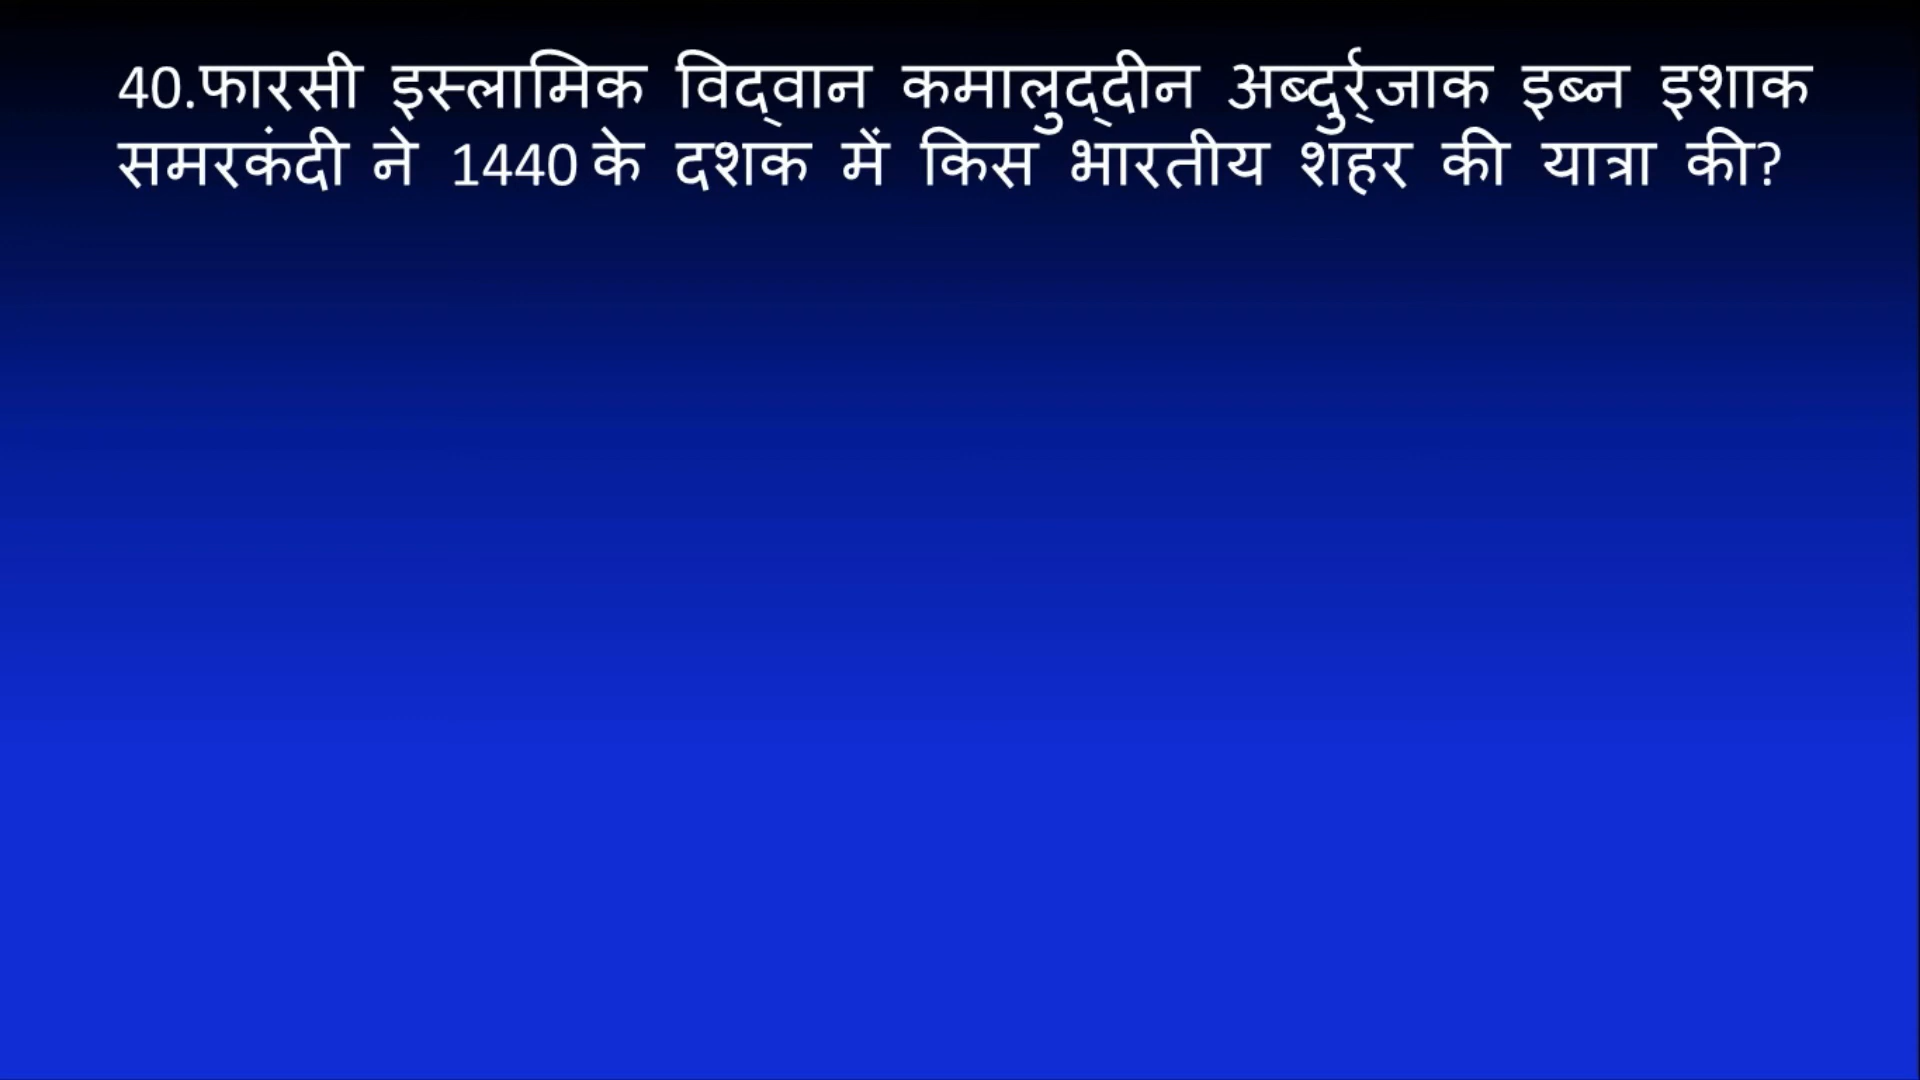 40.फारसी इस्लामिक विद्वान कमालुद्दीन अब्दुर्र्जाक इब्न इशाक
समरकंदी ने 1440 के दशक में किस भारतीय शहर की यात्रा की?